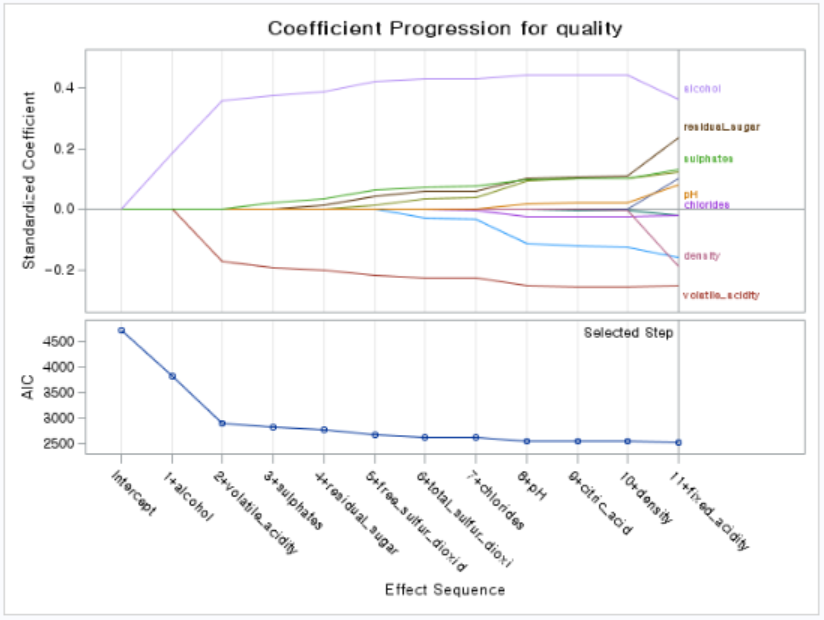 Coefficient Progression for quality
Standardized Coefficient
0.4
0.2
0.0
−0.2
alcohol
residual_sugar
sulphates
pH
chlorides
density
volatile_acidity
Selected Step
AIC
4500
4000
3500
3000
2500
Intercept
1+alcohol
2+volatile_acidity
3+sulphates
4+residual_sugar
5+free_sulfur_dioxid
6+total_sulfur_dioxi
7+chlorides
8+pH
9+citric_acid
10+density
11+fixed_acidity
Effect Sequence